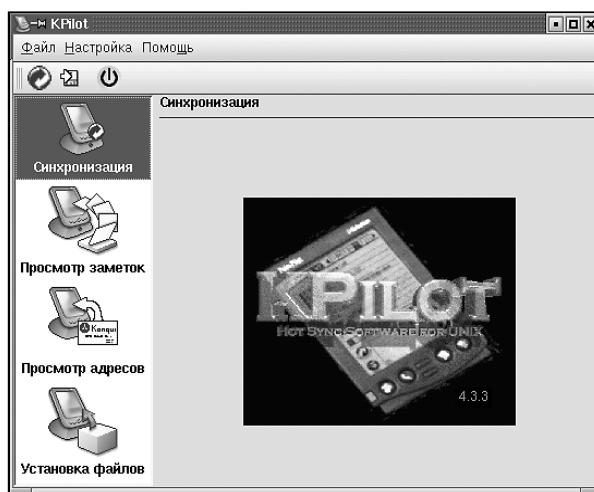 KPilot
Файл Настройка Помощь
Синхронизация
Синхронизация
Просмотр заметок
Konqui
Просмотр адресов
Установка файлов
KPILOT
HOT SYNC SOFTWARE FOR UNIX
4.3.3